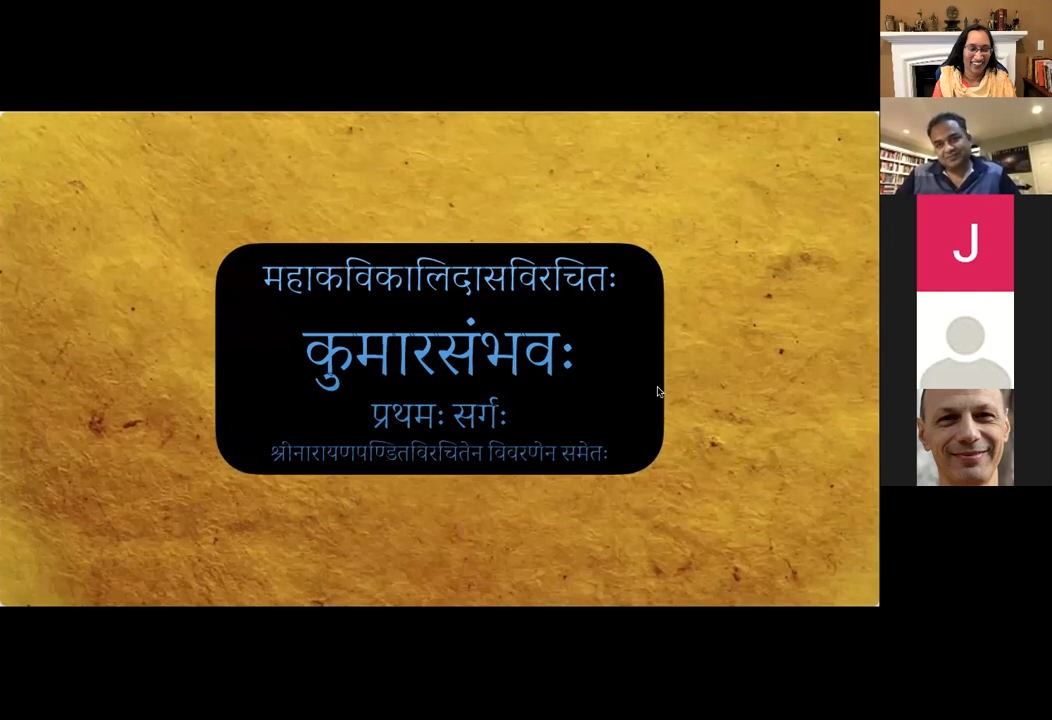 महाकविकालिदासविरचितः
कुमारसंभवः
प्रथमः सर्गः
श्रीनारायणपण्डितविरचितेन विवरणेन समेतः
J